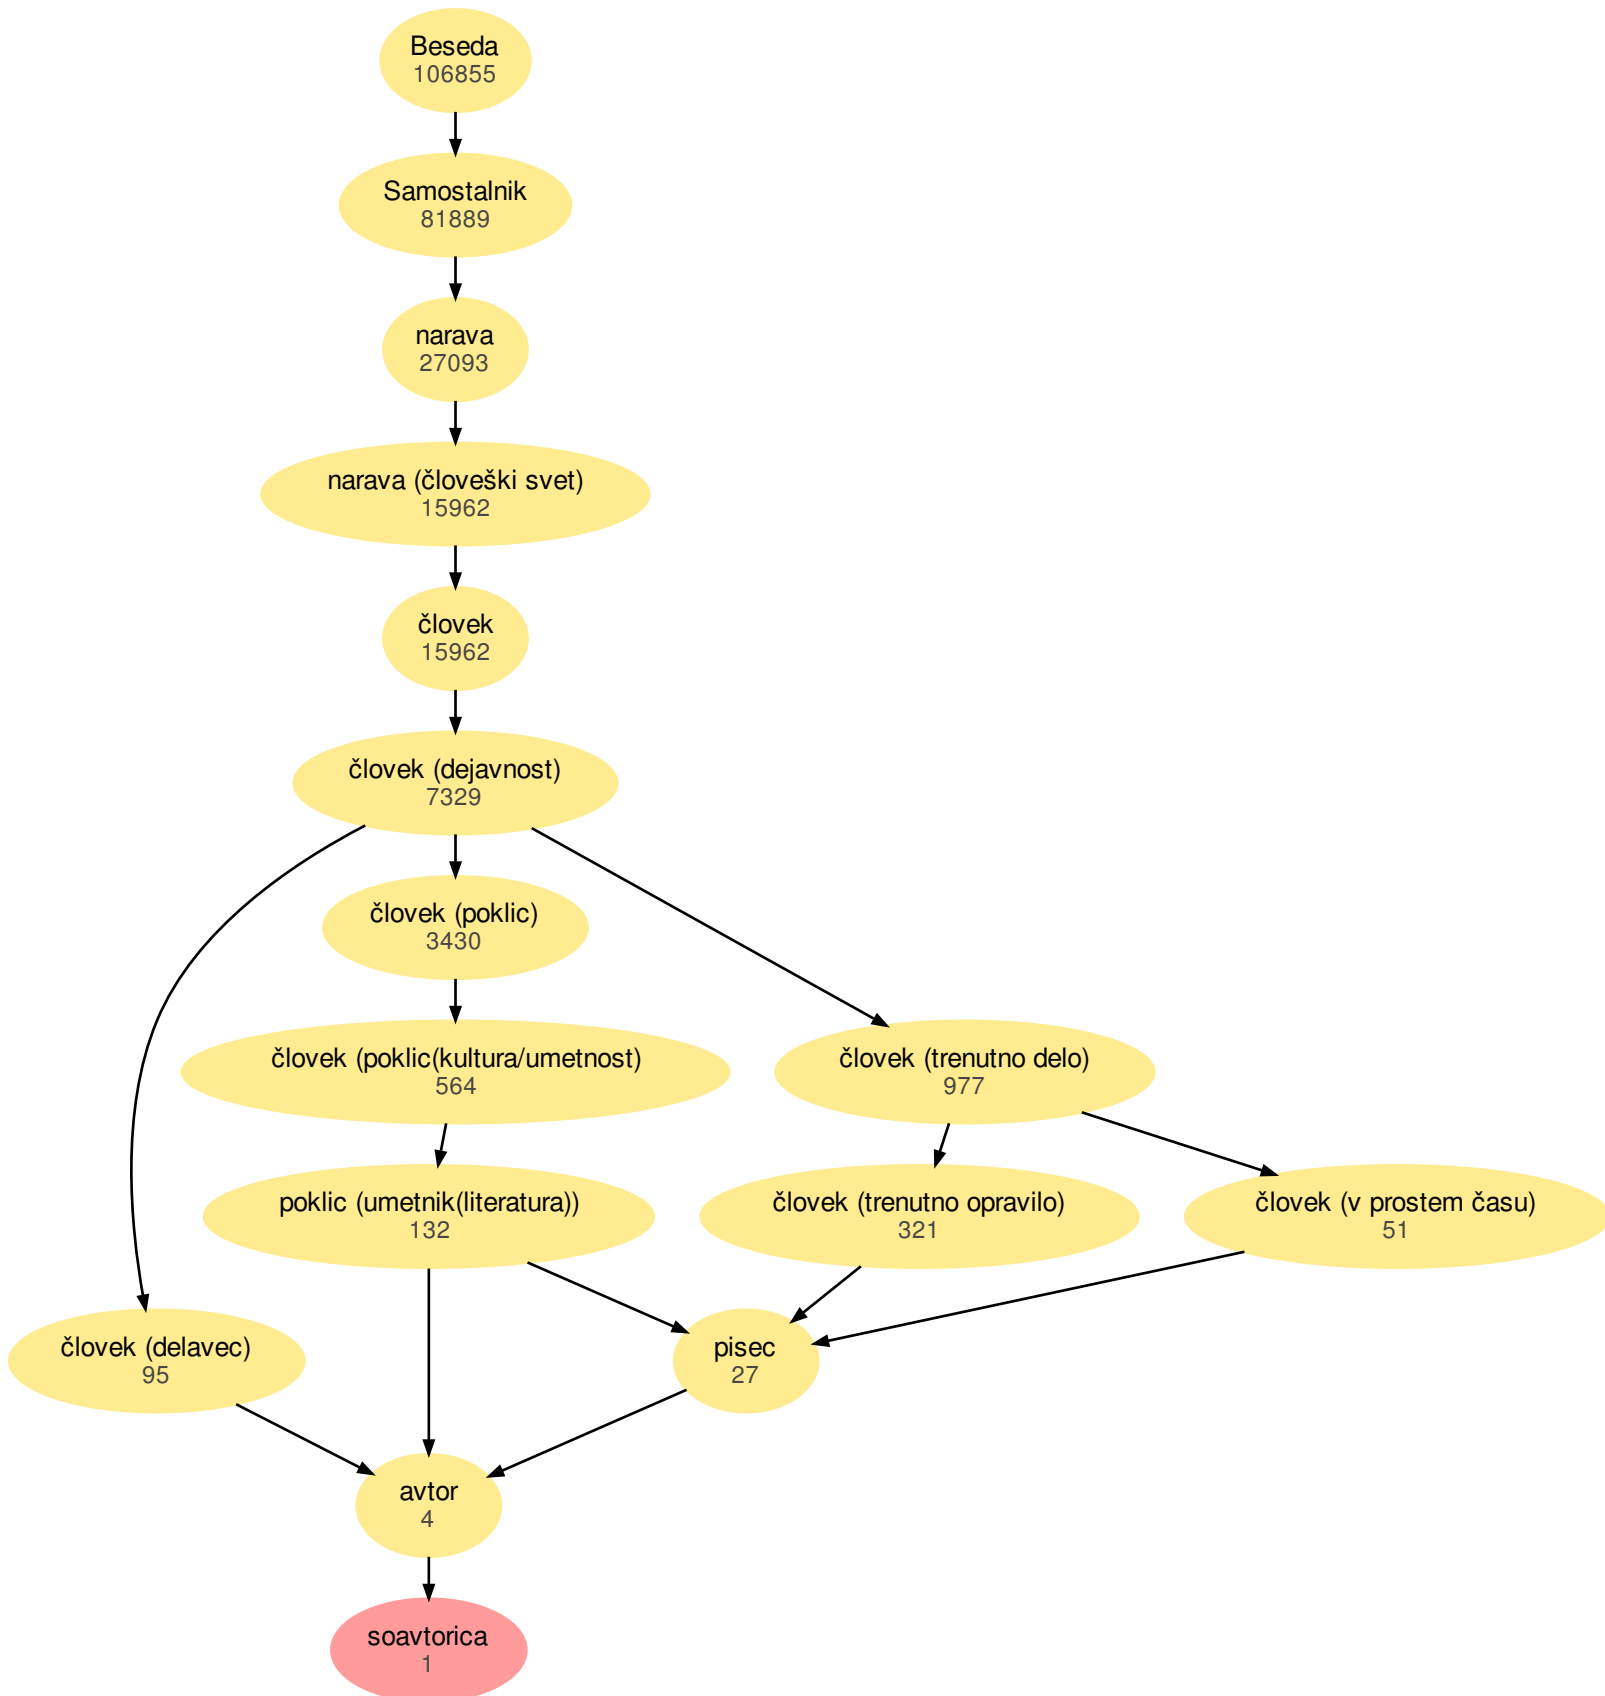 Beseda
106855
Samostalnik
81889
narava
27093
narava (človeški svet)
15962
človek
15962
človek (dejavnost)
7329
človek (poklic)
3430
človek (poklic(kultura/umetnost)
564
človek (trenutno delo)
977
poklic (umetnik(literatura))
132
človek (trenutno opravilo)
321
človek (v prostem času)
51
človek (delavec)
95
pisec
27
avtor
4
soavtorica
1